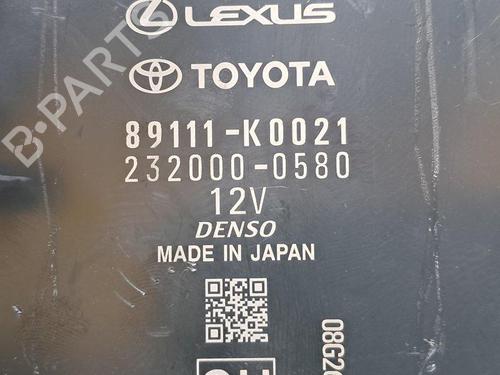 LEXUS
TOYOTA
89111-K0021
232000-0580
12V
DENSO
MADE IN JAPAN
B-PARTS